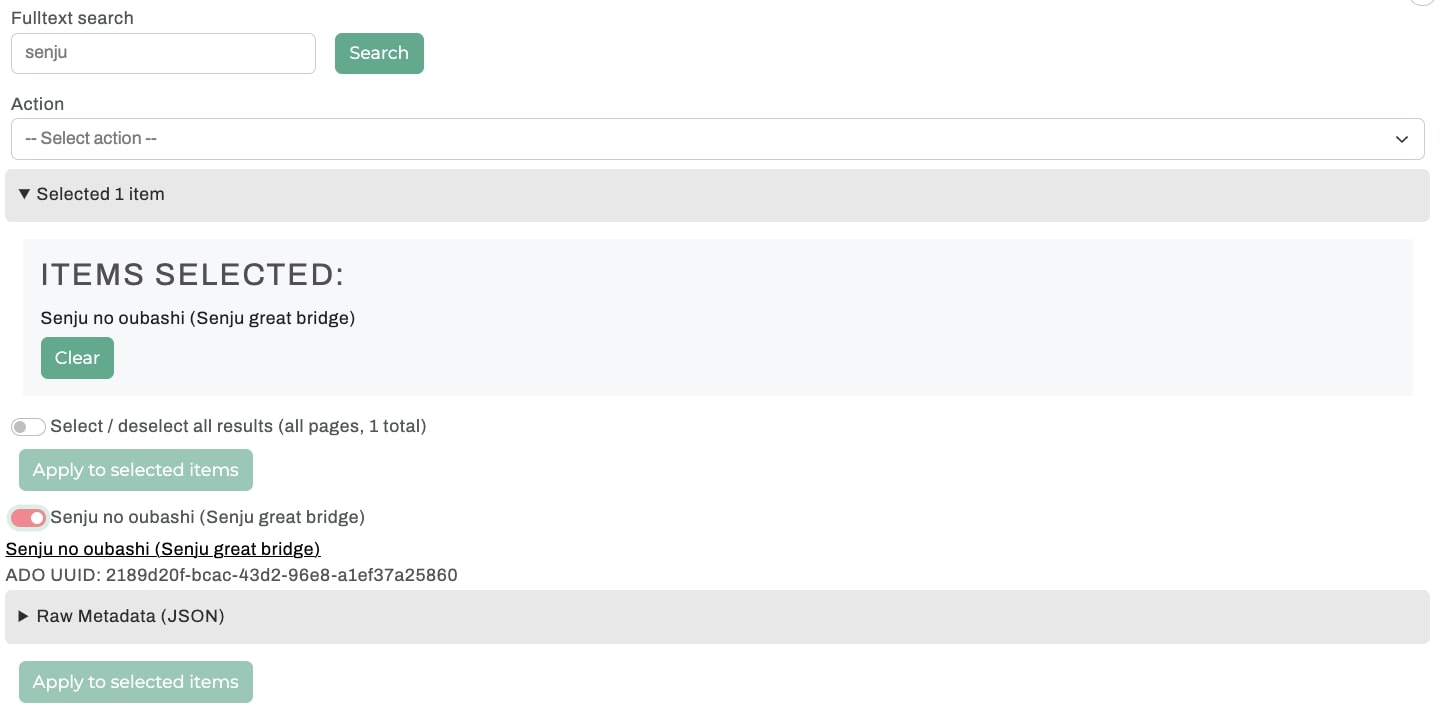 Fulltext search
senju
Search
Action
-- Select action --
Selected 1 item
ITEMS SELECTED:
Senju no oubashi (Senju great bridge)
Clear
Select / deselect all results (all pages, 1 total)
Apply to selected items
Senju no oubashi (Senju great bridge)
Senju no oubashi (Senju great bridge)
ADO UUID: 2189d20f-bcac-43d2-96e8-a1ef37a25860
Raw Metadata (JSON)
Apply to selected items